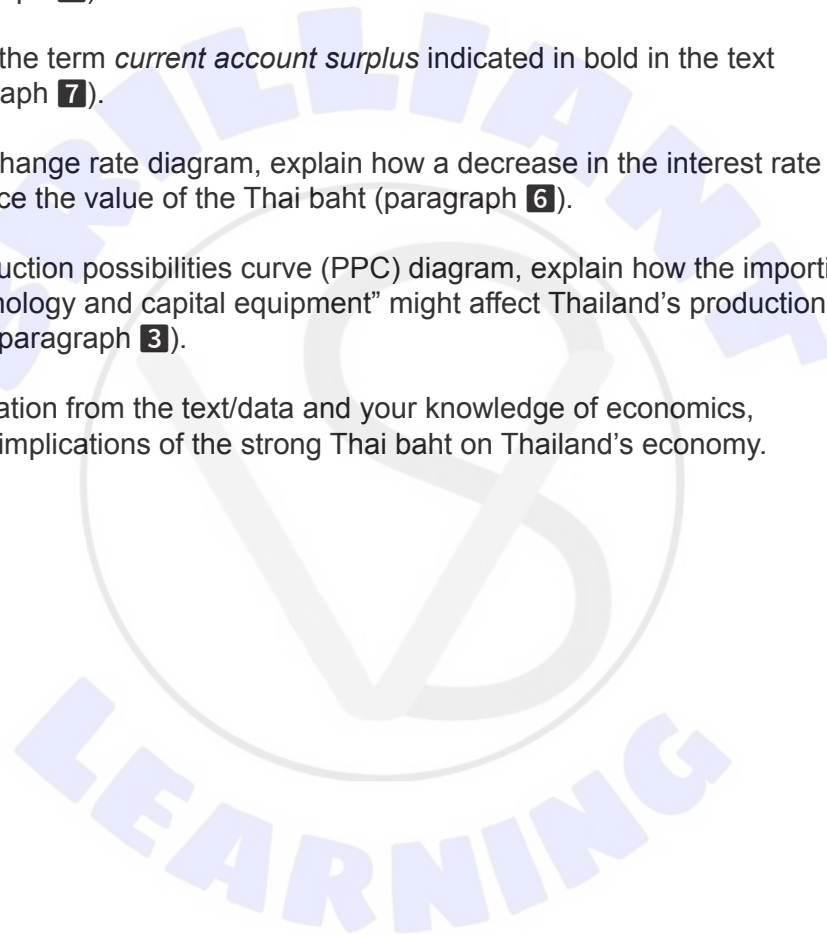 the term current account surplus indicated in bold in the text
aph 7).
hange rate diagram, explain how a decrease in the interest rate
ce the value of the Thai baht (paragraph 6).
uction possibilities curve (PPC) diagram, explain how the importi
nology and capital equipment” might affect Thailand’s production
paragraph 3).
ation from the text/data and your knowledge of economics,
implications of the strong Thai baht on Thailand’s economy.
BRILLIANT
VS
LEARNING